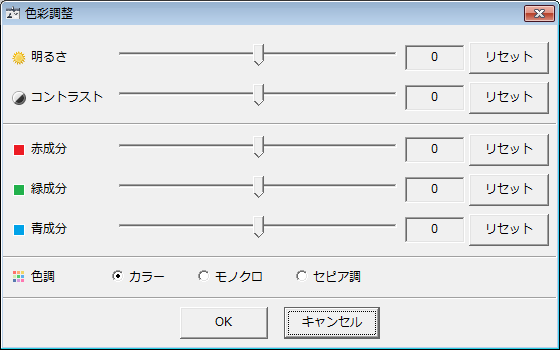 色彩調整
明るさ 0 リセット
コントラスト 0 リセット
赤成分 0 リセット
緑成分 0 リセット
青成分 0 リセット
色調 カラー モノクロ セピア調
OK キャンセル